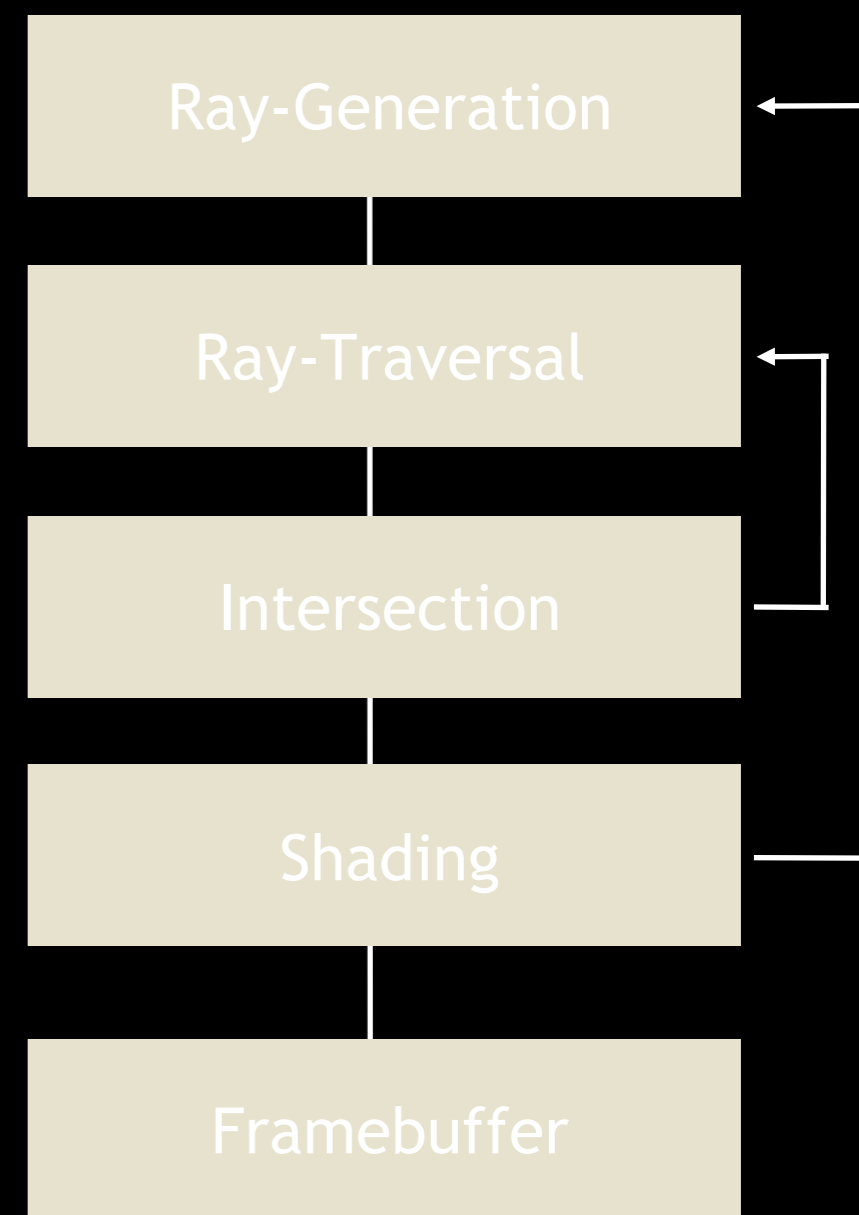 Ray-Generation
Ray-Traversal
Intersection
Shading
Framebuffer